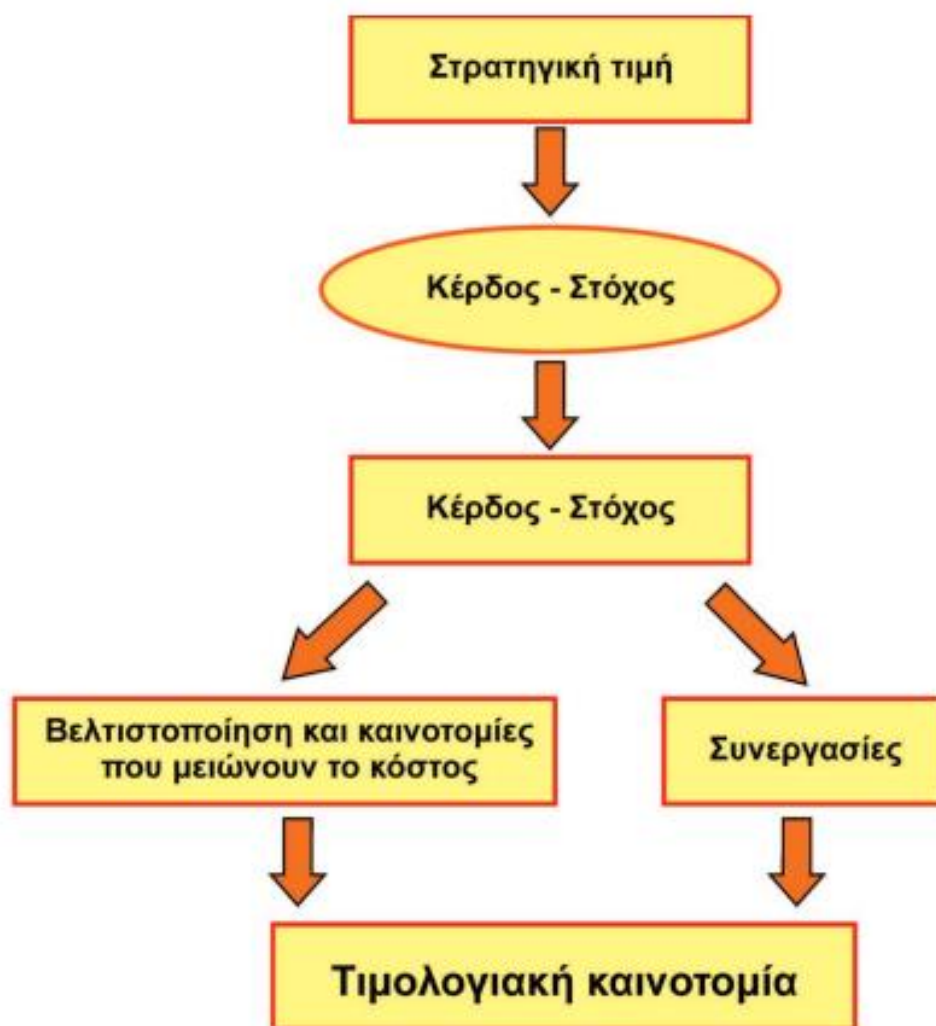 Στρατηγική τιμή
Κέρδος - Στόχος
Κέρδος - Στόχος
Βελτιστοποίηση και καινοτομίες
που μειώνουν το κόστος
Συνεργασίες
Τιμολογιακή καινοτομία